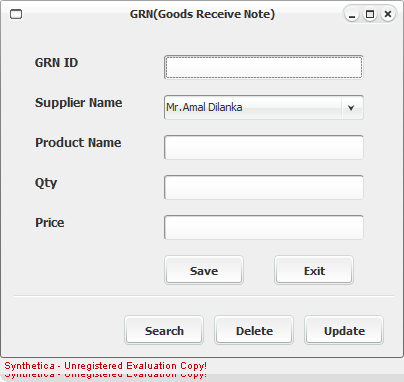 GRN(Goods Receive Note)
GRN ID
Supplier Name Mr.Amal Dilanka
Product Name
Qty
Price
Save Exit
Search Delete Update
Synthetica - Unregistered Evaluation Copy!
Synthetica - Unregistered Evaluation Copy!